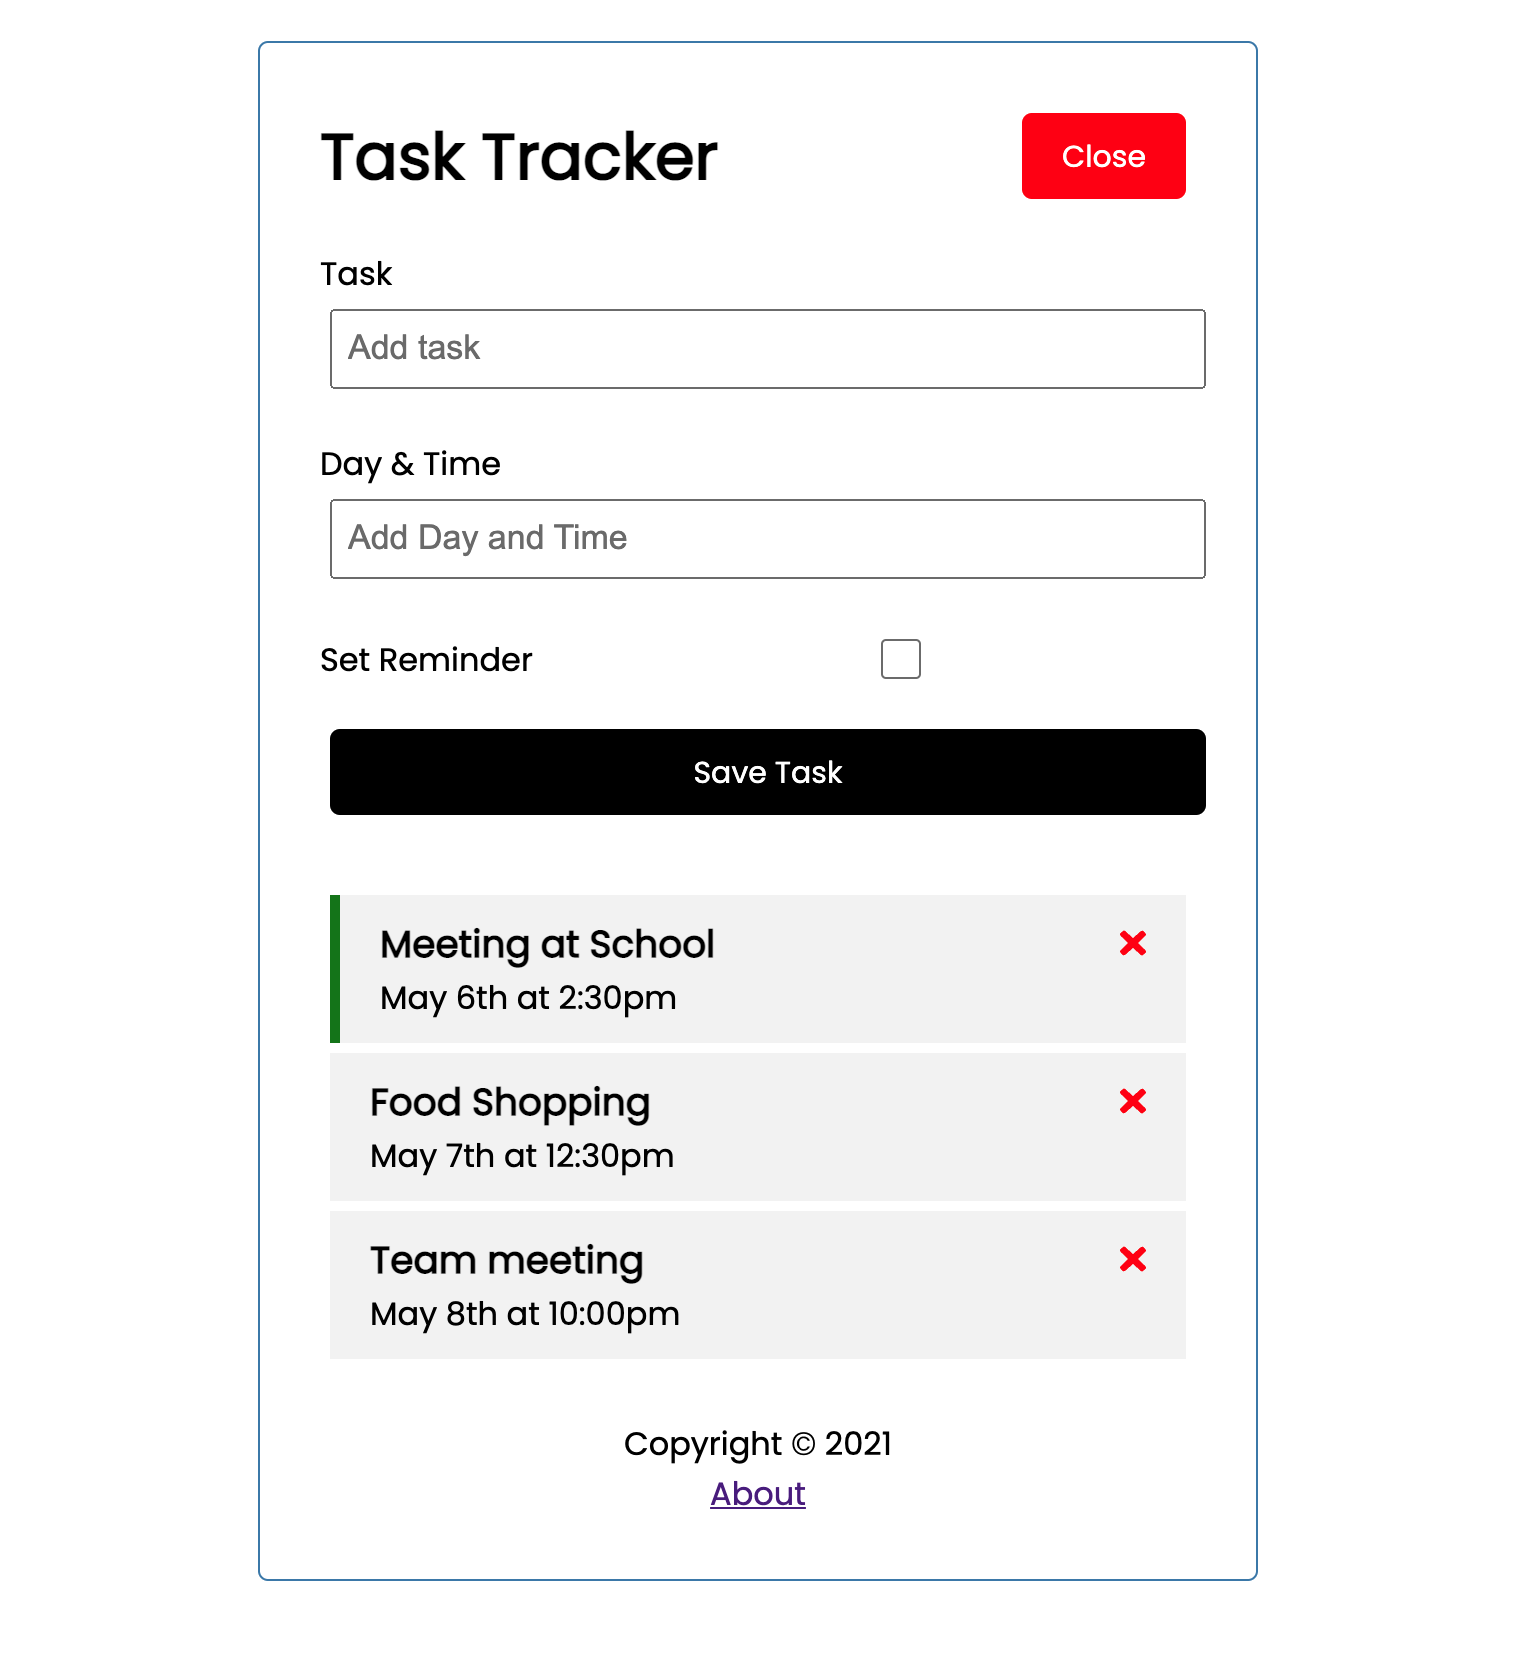 Task Tracker
Close
Task
Add task
Day & Time
Add Day and Time
Set Reminder
Save Task
Meeting at School
May 6th at 2:30pm
Food Shopping
May 7th at 12:30pm
Team meeting
May 8th at 10:00pm
Copyright © 2021
About